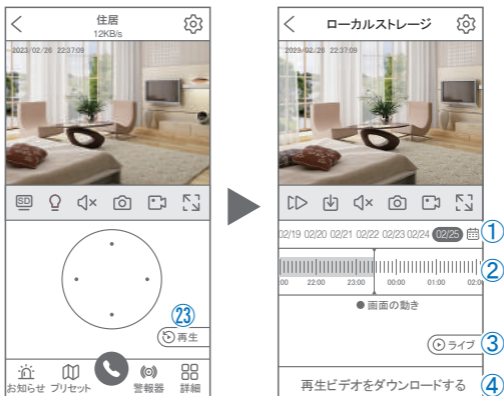 住居
12KB/s
2023/02/26 22:37:09
SD
㉓
再生
お知らせ プリセット 警報器 詳細
ローカルストレージ
2023/02/26 22:37:09
02/19 02/20 02/21 02/22 02/23 02/24 02/25 ①
②
:00 22:00 23:00 00:00 01:00 02:0
●画面の動き
ライブ ③
再生ビデオをダウンロードする ④